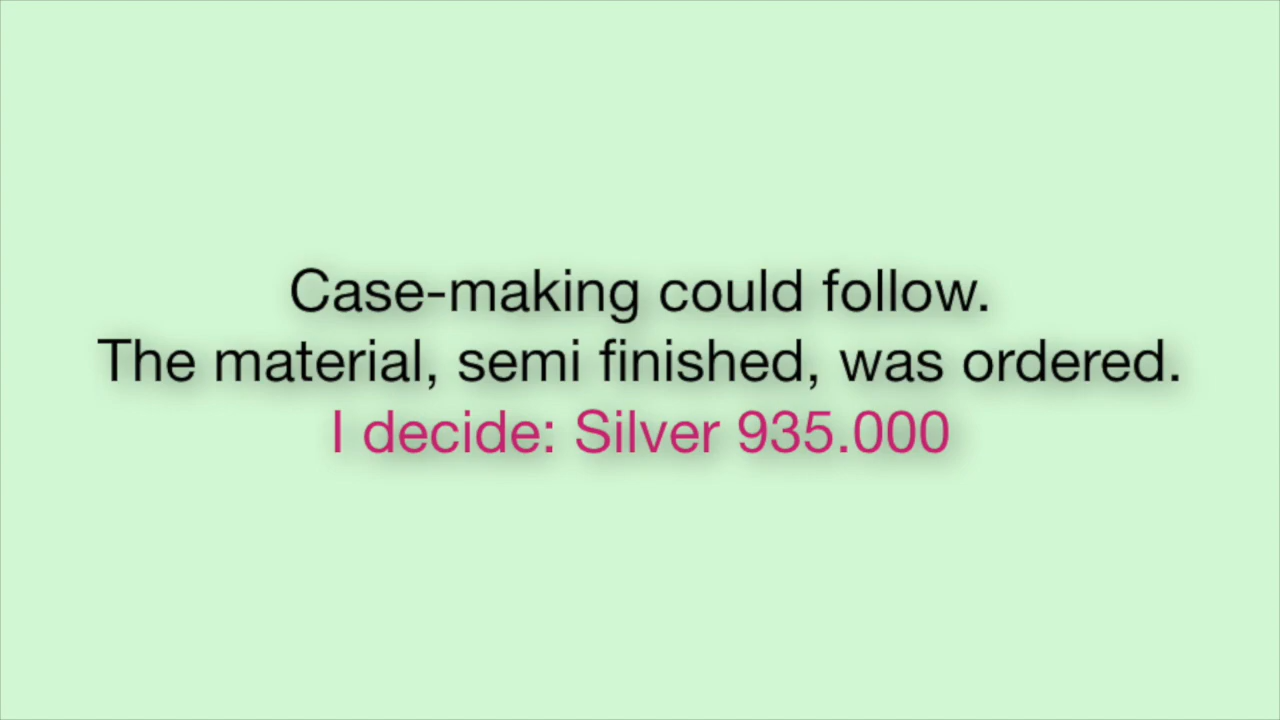 Case-making could follow.
The material, semi finished, was ordered.
I decide: Silver 935.000